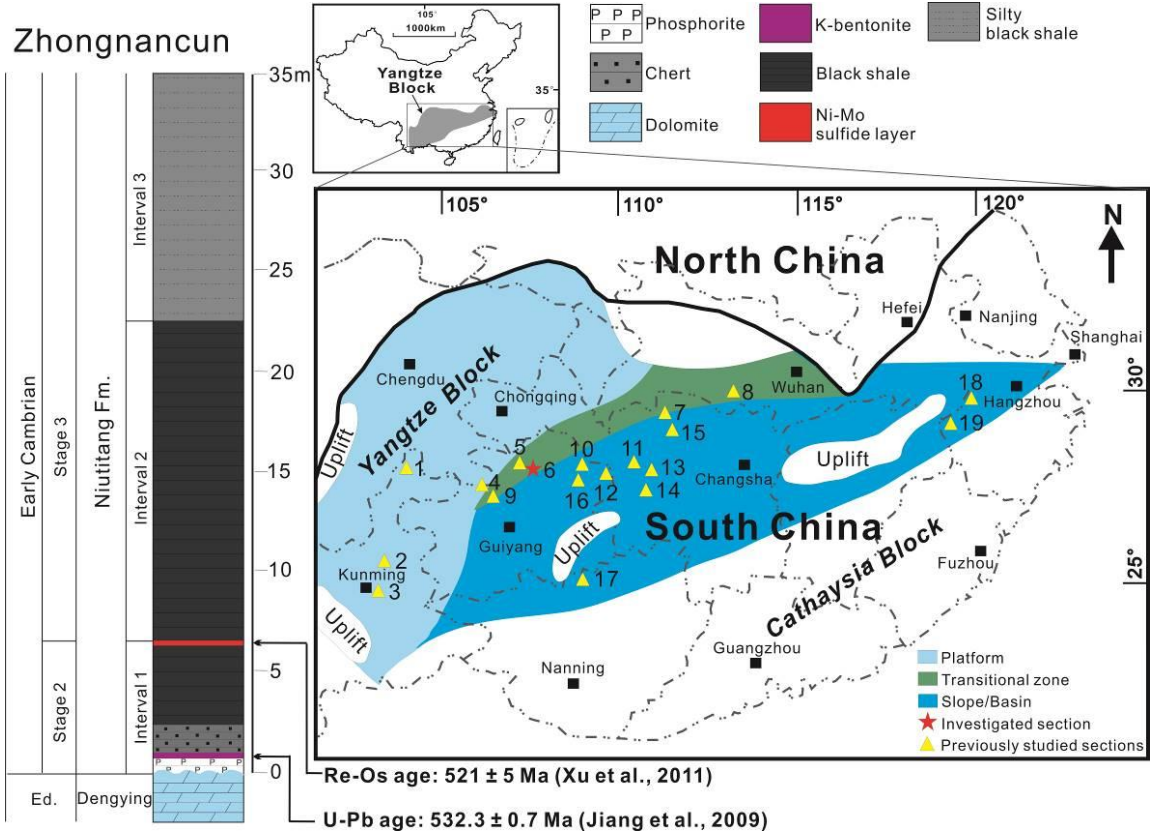 Zhongnancun
35m
30
25
20
15
10
5
0
Early Cambrian
Ed.
Stage 3
Stage 2
Niutitang Fm.
Dengying
Interval 3
Interval 2
Interval 1
P P P P
P P P
105°
1000km
Yangtze
Block
35°
P P P
P P
Phosphorite
Chert
Dolomite
K-bentonite
Black shale
Ni-Mo
sulfide layer
Silty
black shale
105°
110°
115°
120°
N
30°
25°
North China
Hefei
Nanjing
Shanghai
Chengdu
Chongqing
Wuhan
Hangzhou
Yangtze Block
Uplift
1
2
3
4
5
6
7
8
9
10
11
12
13
14
15
16
17
18
19
Changsha
Uplift
Guiyang
Uplift
South China
Kunming
Uplift
Fuzhou
Cathaysia Block
Guangzhou
Nanning
Platform
Transitional zone
Slope/Basin
Investigated section
Previously studied sections
Re-Os age: 521 ± 5 Ma (Xu et al., 2011)
U-Pb age: 532.3 ± 0.7 Ma (Jiang et al., 2009)